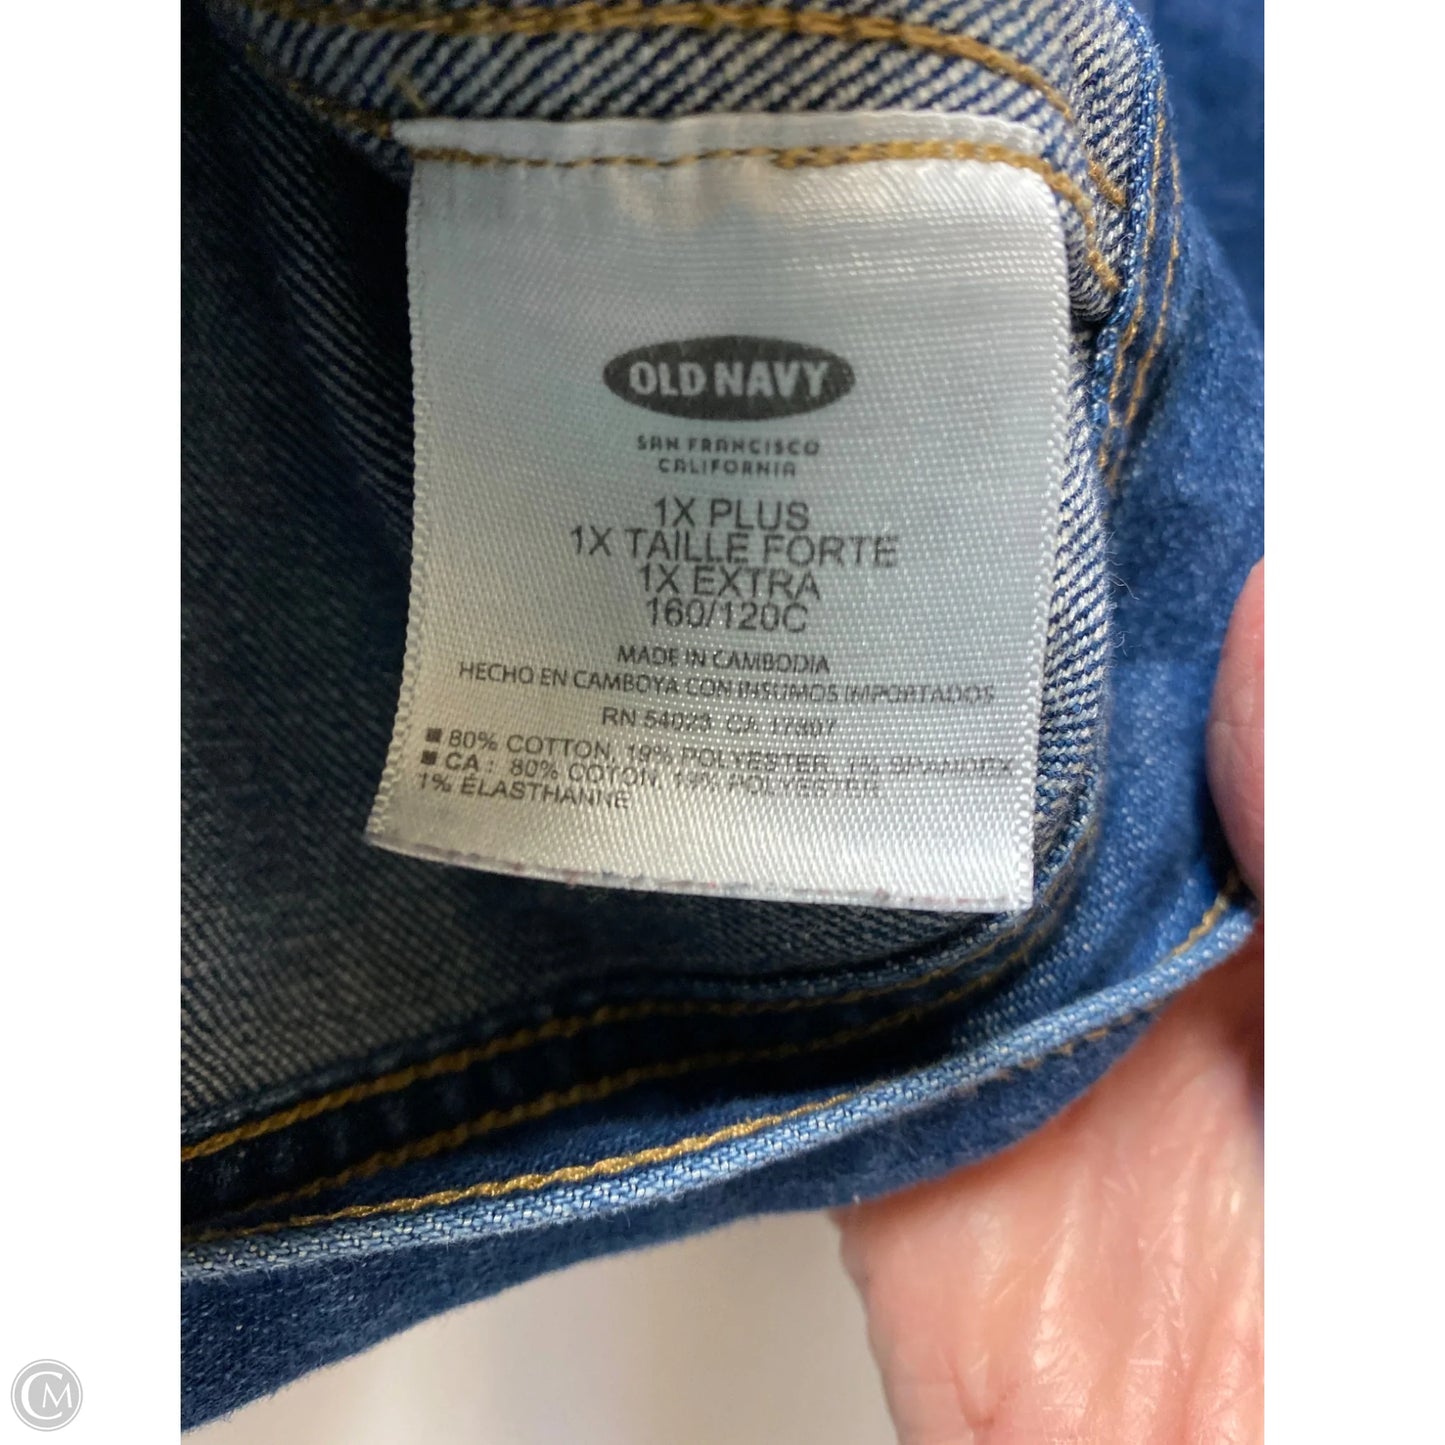 OLD NAVY
SAN FRANCISCO
CALIFORNIA
1X PLUS
1X TAILLE FORTE
1X EXTRA
160/120C
MADE IN CAMBODIA
HECHO EN CAMBOYA CON INSUMOS IMPORTADOS
RN 54023 CA 17897
80% COTTON, 19% POLYESTER, 1% SPANDEX
CA : 80% COTON, 19% POLYESTER,
1% ÉLASTHANNE
CM